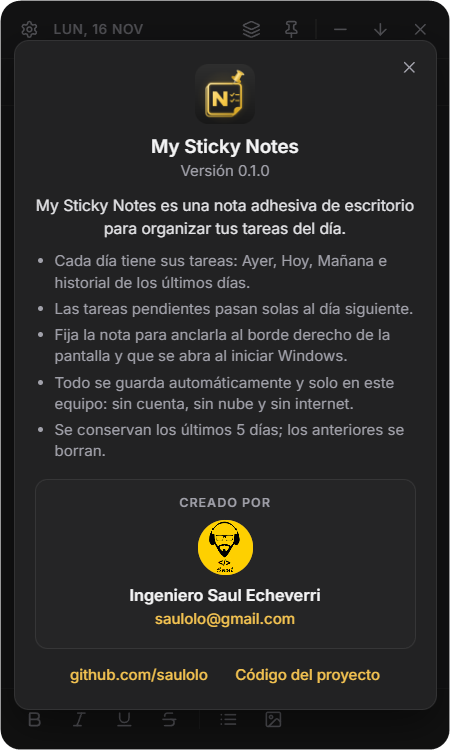 LUN, 16 NOV
N
My Sticky Notes
Versión 0.1.0
My Sticky Notes es una nota adhesiva de escritorio
para organizar tus tareas del día.
• Cada día tiene sus tareas: Ayer, Hoy, Mañana e
historial de los últimos días.
• Las tareas pendientes pasan solas al día siguiente.
• Fija la nota para anclarla al borde derecho de la
pantalla y que se abra al iniciar Windows.
• Todo se guarda automáticamente y solo en este
equipo: sin cuenta, sin nube y sin internet.
• Se conservan los últimos 5 días; los anteriores se
borran.
CREADO POR
</>
Saul
Ingeniero Saul Echeverri
saulolo@gmail.com
github.com/saulolo Código del proyecto
B I U S